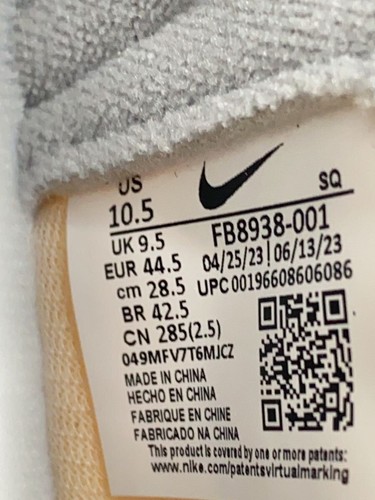 US
SQ
10.5
UK 9.5
FB8938-001
EUR 44.5
04/25/23 | 06/13/23
cm 28.5
UPC 00196608606086
BR 42.5
CN 285(2.5)
049MFV7T6MJCZ
MADE IN CHINA
HECHO EN CHINA
FABRIQUE EN CHINE
FABRICADO NA CHINA
This product is covered by one or more patents:
www.nike.com/patentsvirtualmarking